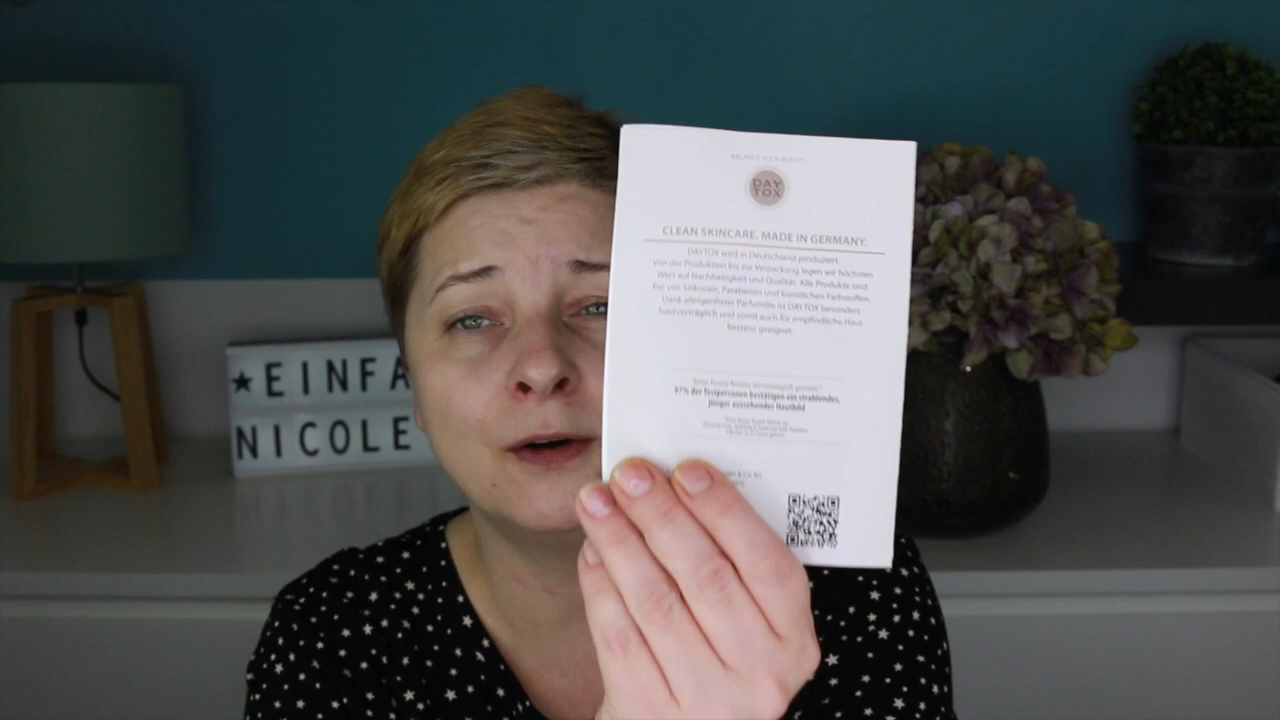 ★EINFA
NICOLE
BALANCE YOUR BEAUTY
DAY
TOX
CLEAN SKINCARE. MADE IN GERMANY.
DAYTOX wird in Deutschland produziert.
Von der Produktion bis zur Verpackung legen wir höchsten
Wert auf Nachhaltigkeit und Qualität. Alle Produkte sind
frei von Silikonen, Parabenen und künstlichen Farbstoffen.
Dank allergenfreier Parfümöle ist DAYTOX besonders
hautverträglich und somit auch für empfindliche Haut
bestens geeignet.
97% der Testpersonen bestätigen ein strahlendes,
jünger aussehendes Hautbild